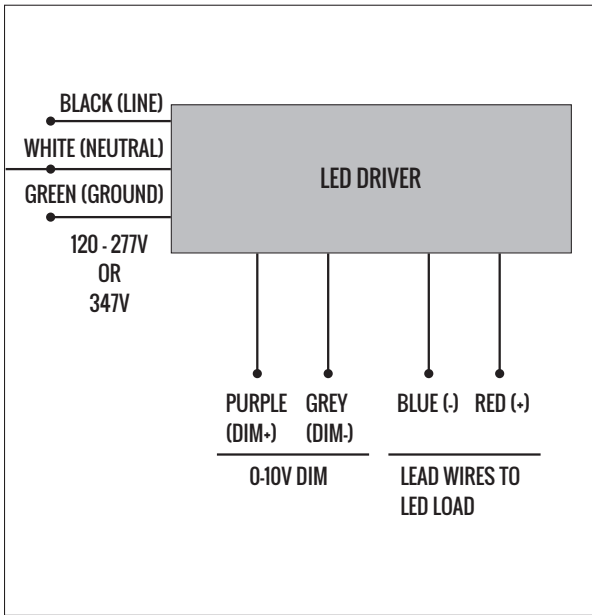 BLACK (LINE)
WHITE (NEUTRAL)
GREEN (GROUND)
120 - 277V
OR
347V
LED DRIVER
PURPLE
(DIM+)
GREY
(DIM-)
0-10V DIM
BLUE (-)
RED (+)
LEAD WIRES TO
LED LOAD